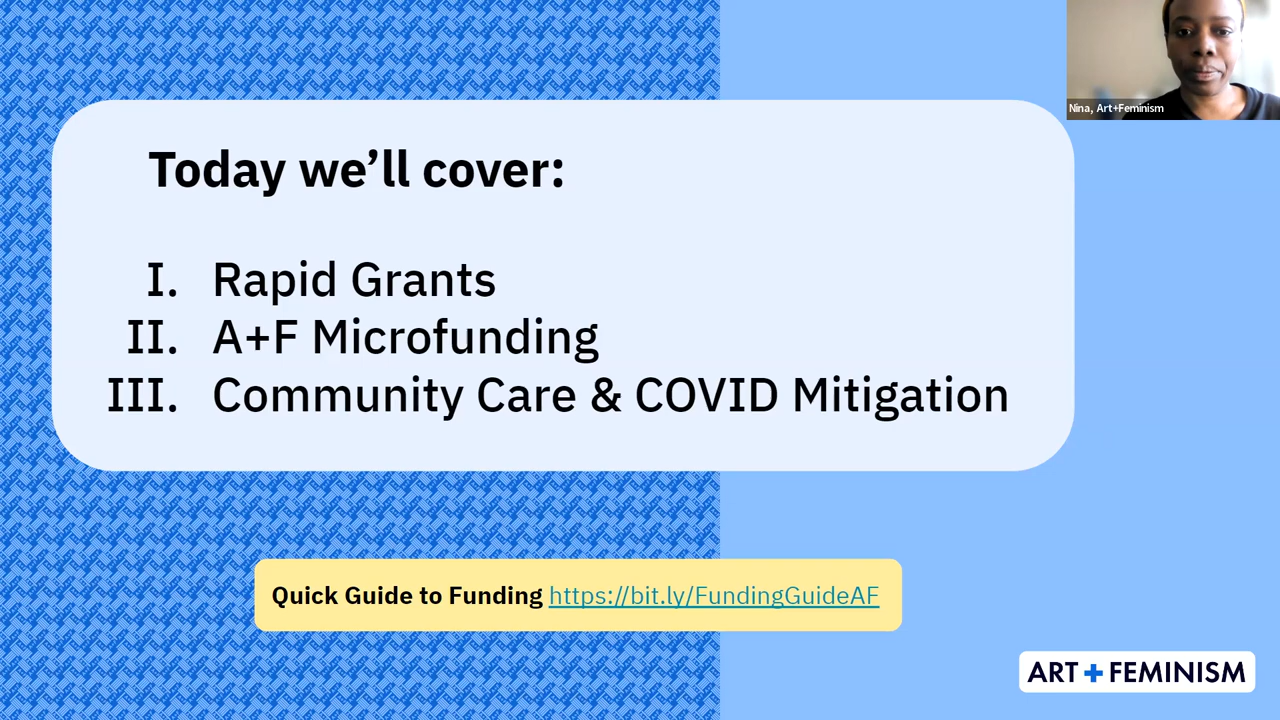 Nina, Art+Feminism
Today we’ll cover:
I. Rapid Grants
II. A+F Microfunding
III. Community Care & COVID Mitigation
Quick Guide to Funding https://bit.ly/FundingGuideAF
ART+FEMINISM